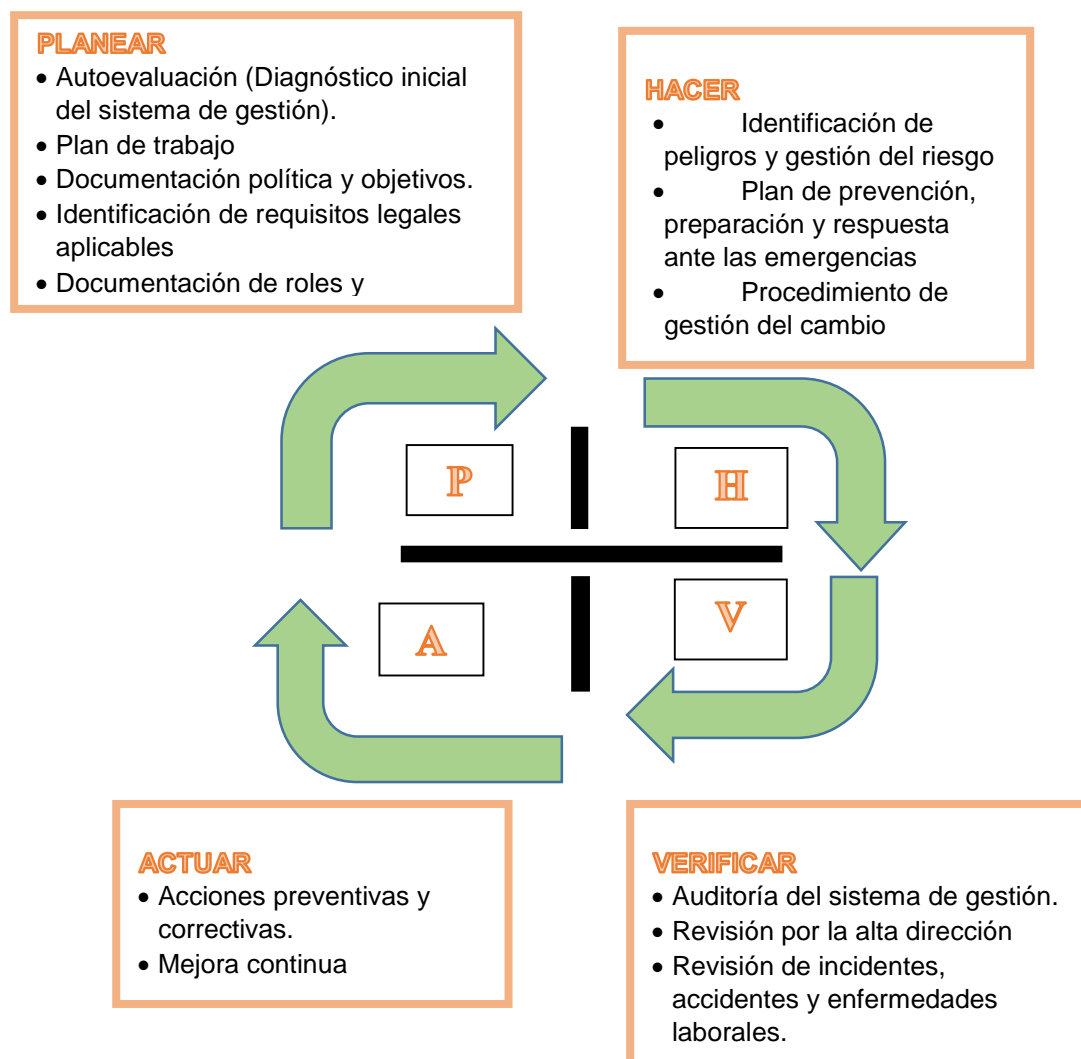 PLANEAR
• Autoevaluación (Diagnóstico inicial
del sistema de gestión).
• Plan de trabajo
• Documentación política y objetivos.
• Identificación de requisitos legales
aplicables
• Documentación de roles y
HACER
• Identificación de
peligros y gestión del riesgo
• Plan de prevención,
preparación y respuesta
ante las emergencias
• Procedimiento de
gestión del cambio
P
H
A
V
ACTUAR
• Acciones preventivas y
correctivas.
• Mejora continua
VERIFICAR
• Auditoría del sistema de gestión.
• Revisión por la alta dirección
• Revisión de incidentes,
accidentes y enfermedades
laborales.